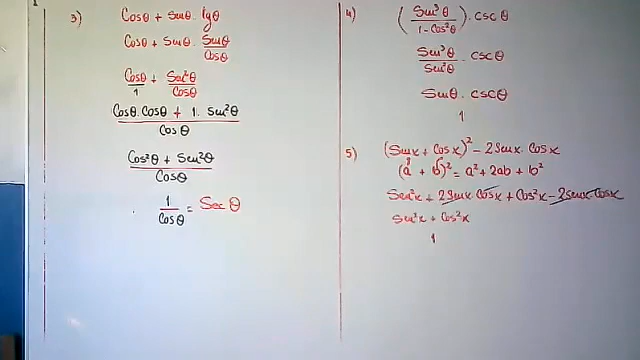 3) Cosθ + Senθ · tgθ
Cosθ + Senθ · Senθ/Cosθ
Cosθ/1 + Sen²θ/Cosθ
Cosθ·Cosθ + 1·Sen²θ / Cosθ
Cos²θ + Sen²θ / Cosθ
1/Cosθ = Sec θ
4) (Sen³θ / 1-Cos²θ) · csc θ
Sen³θ/Sen²θ · cscθ
Senθ · cscθ
1
5) (Senx + Cosx)² - 2Senx·Cosx
(a + b)² = a² + 2ab + b²
Sen²x + 2Senx·Cosx + Cos²x - 2Senx·Cosx
Sen²x + Cos²x
1